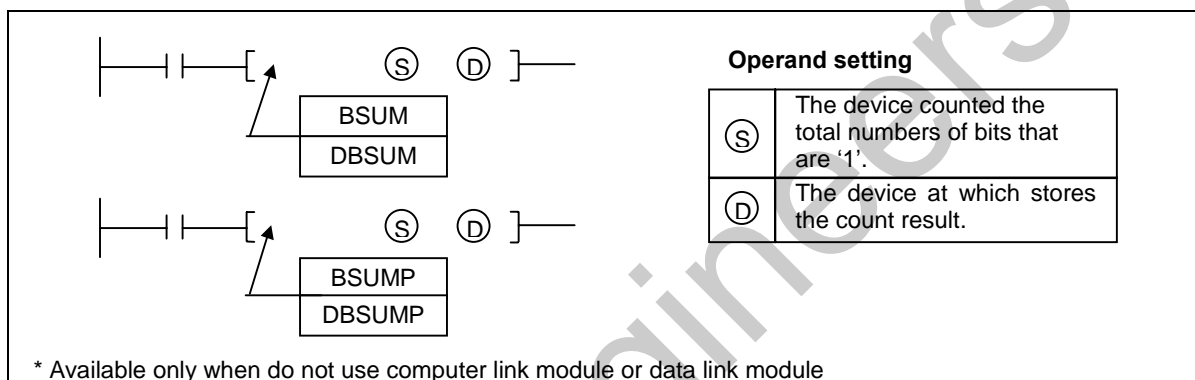 S D
BSUM
DBSUM
S D
BSUMP
DBSUMP
* Available only when do not use computer link module or data link module
Operand setting
S The device counted the
total numbers of bits that
are ‘1’.
D The device at which stores
the count result.